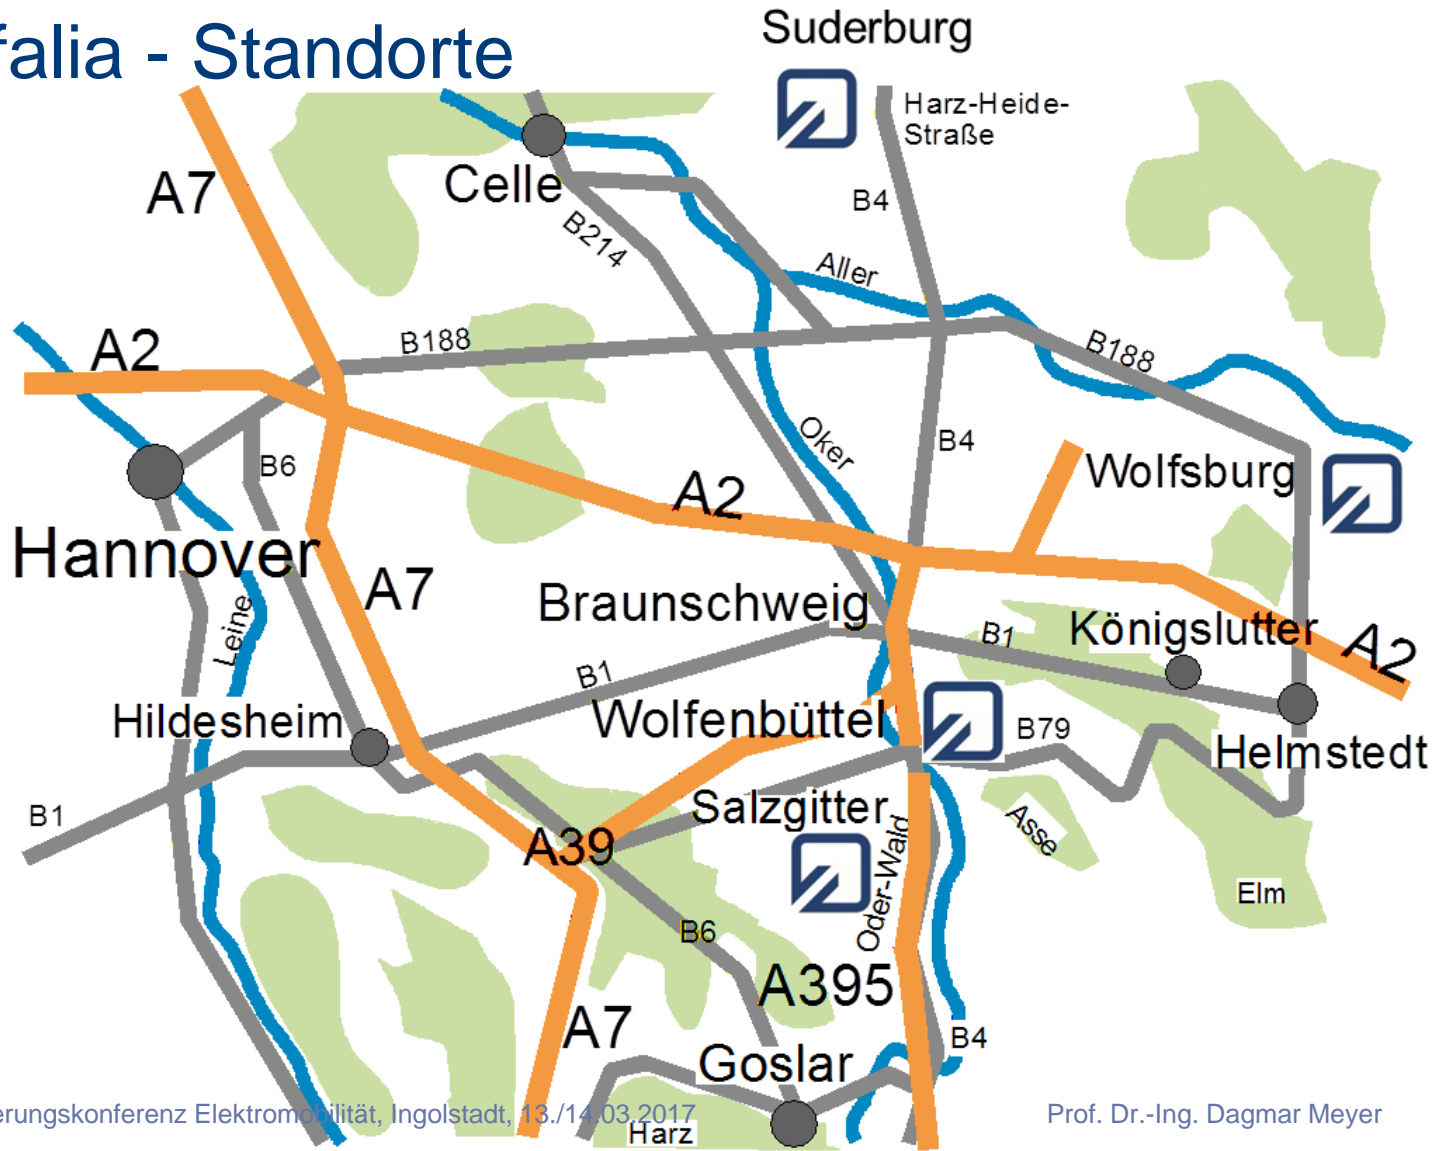 falia - Standorte
Suderburg
Harz-Heide-
Straße
A7
Celle
B4
B214
Aller
A2
B188
B188
Oker
B4
B6
A2
Wolfsburg
Hannover
A7
Braunschweig
Leine
B1
Königslutter
A2
B1
Hildesheim
Wolfenbüttel
B79
Helmstedt
B1
Salzgitter
Asse
A39
Oder-Wald
Elm
B6
A395
A7
B4
Goslar
erungskonferenz Elektromobilität, Ingolstadt, 13./14.03.2017
Prof. Dr.-Ing. Dagmar Meyer
Harz